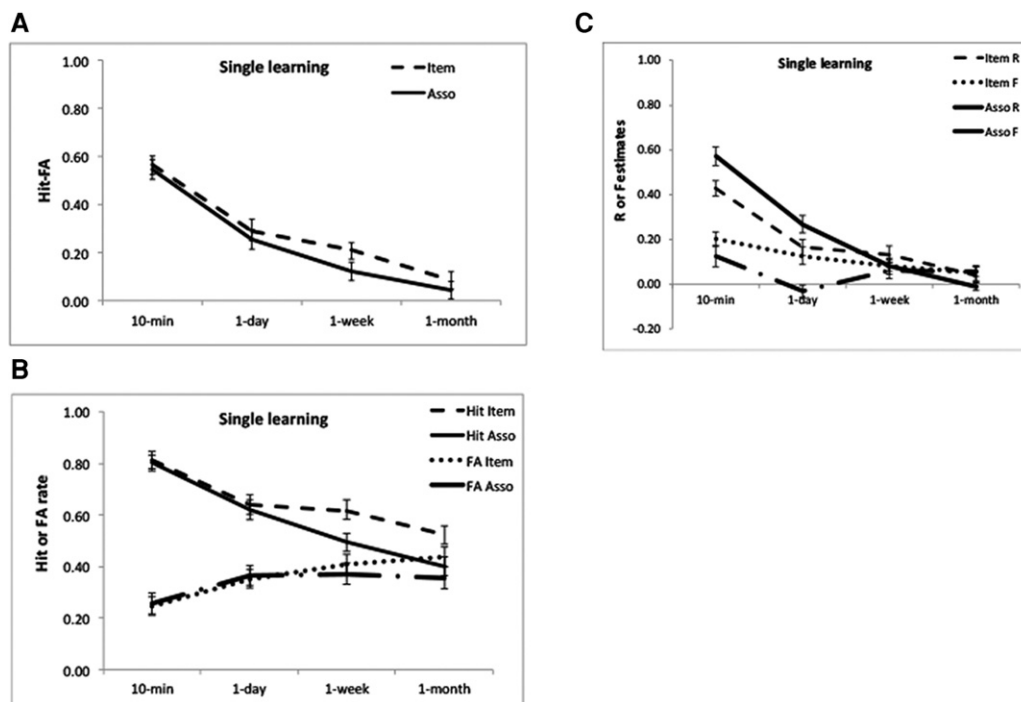 A
Single learning
Item
Asso
1.00
0.80
0.60
0.40
0.20
0.00
Hit-FA
10-min 1-day 1-week 1-month
B
Single learning
Hit Item
Hit Asso
FA Item
FA Asso
1.00
0.80
0.60
0.40
0.20
0.00
Hit or FA rate
10-min 1-day 1-week 1-month
C
Single learning
Item R
Item F
Asso R
Asso F
1.00
0.80
0.60
0.40
0.20
0.00
-0.20
R or F estimates
10-min 1-day 1-week 1-month